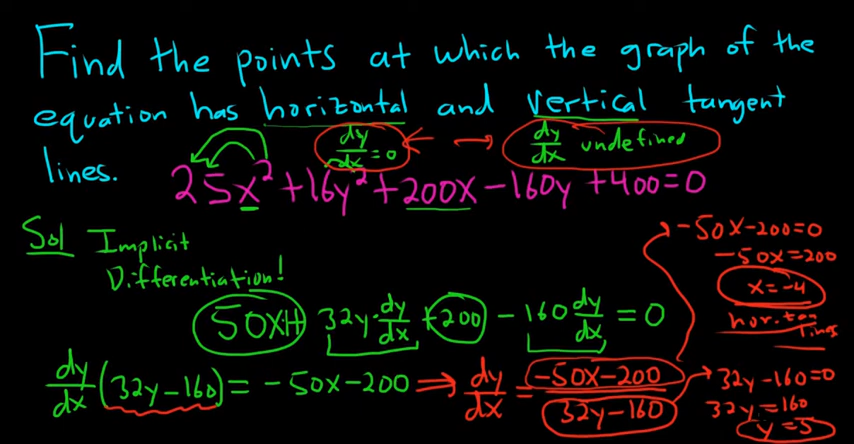 Find the points at which the graph of the
equation has horizontal and vertical tangent
lines.
dy/dx = 0
dy/dx undefined
25x² + 16y² + 200x - 160y + 400 = 0
Sol Implicit
Differentiation!
50x + 32y · dy/dx + 200 - 160 dy/dx = 0
dy/dx (32y - 160) = -50x - 200 ⇒ dy/dx = (-50x - 200)/(32y - 160)
-50x - 200 = 0
-50x = 200
x = -4
hor. tan
lines
32y - 160 = 0
32y = 160
y = 5